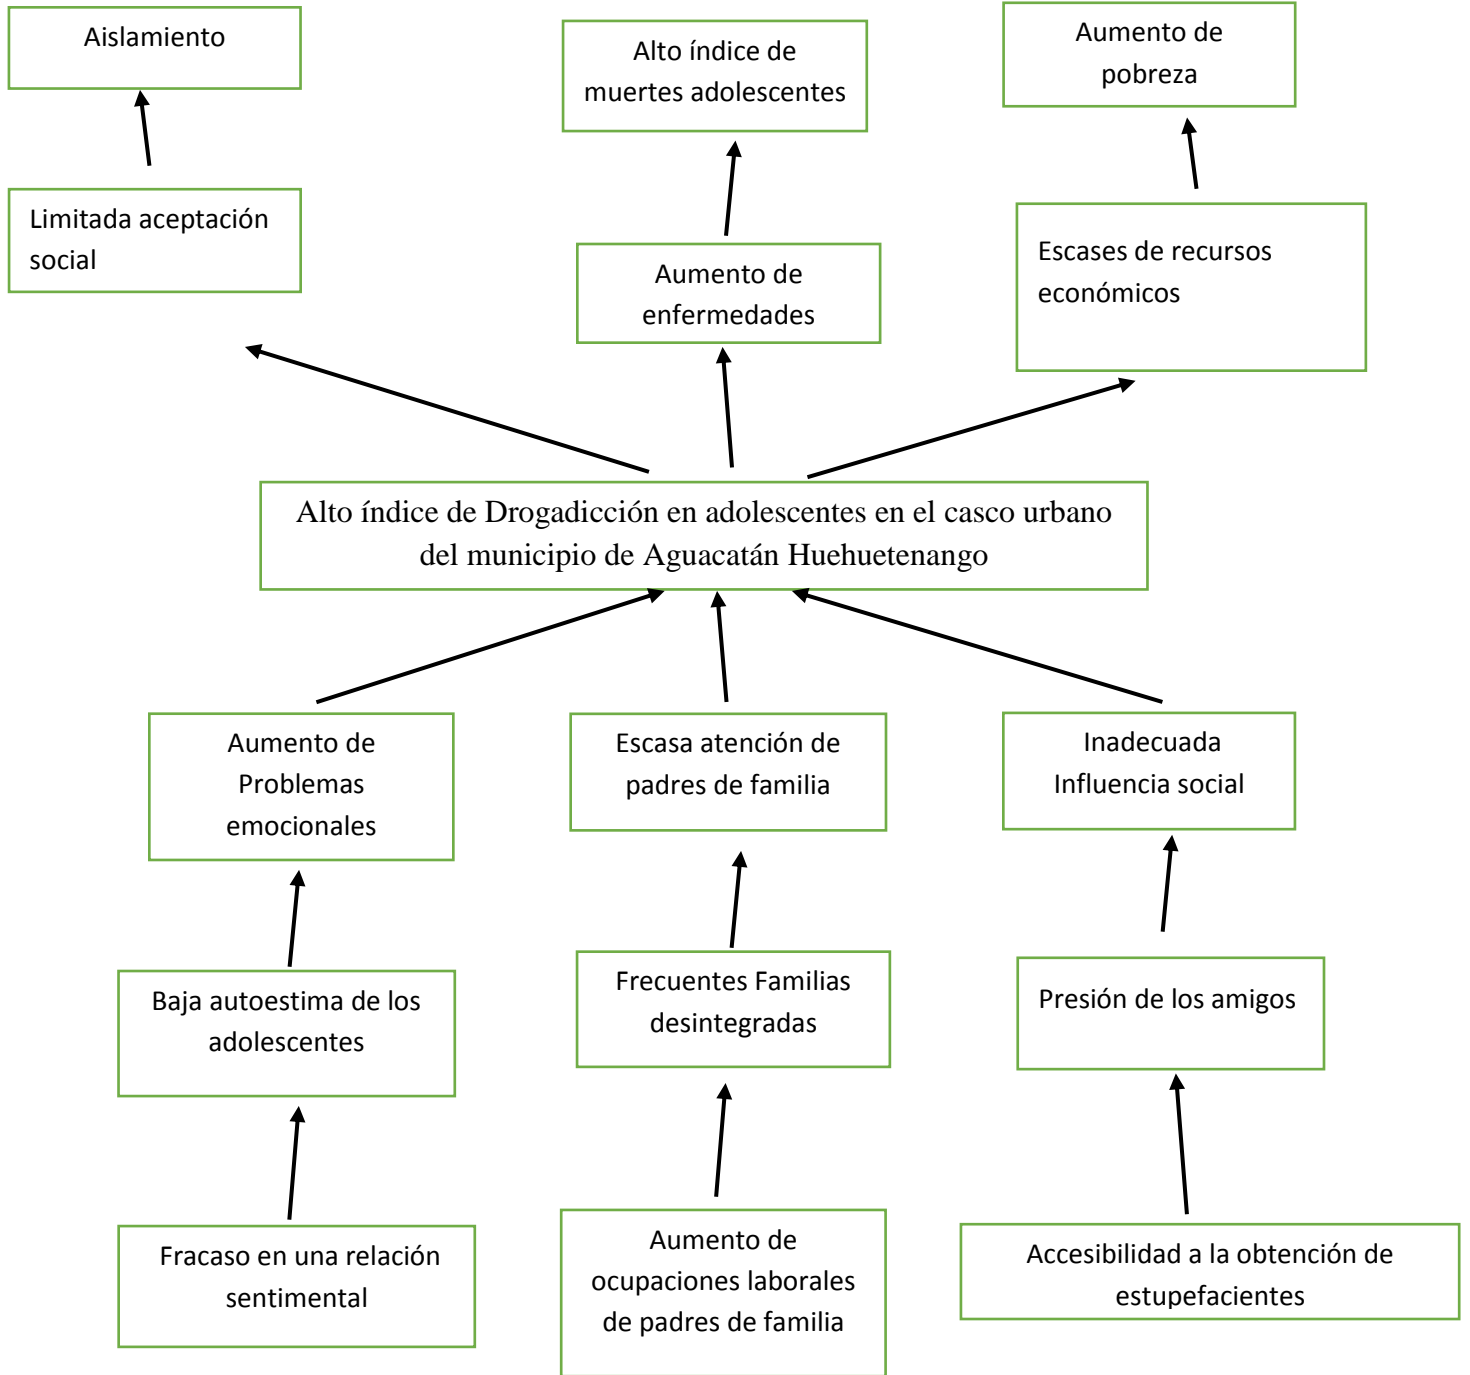 Aislamiento
Alto índice de
muertes adolescentes
Aumento de
pobreza
Limitada aceptación
social
Aumento de
enfermedades
Escases de recursos
económicos
Alto índice de Drogadicción en adolescentes en el casco urbano
del municipio de Aguacatán Huehuetenango
Aumento de
Problemas
emocionales
Escasa atención de
padres de familia
Inadecuada
Influencia social
Baja autoestima de los
adolescentes
Frecuentes Familias
desintegradas
Presión de los amigos
Fracaso en una relación
sentimental
Aumento de
ocupaciones laborales
de padres de familia
Accesibilidad a la obtención de
estupefacientes